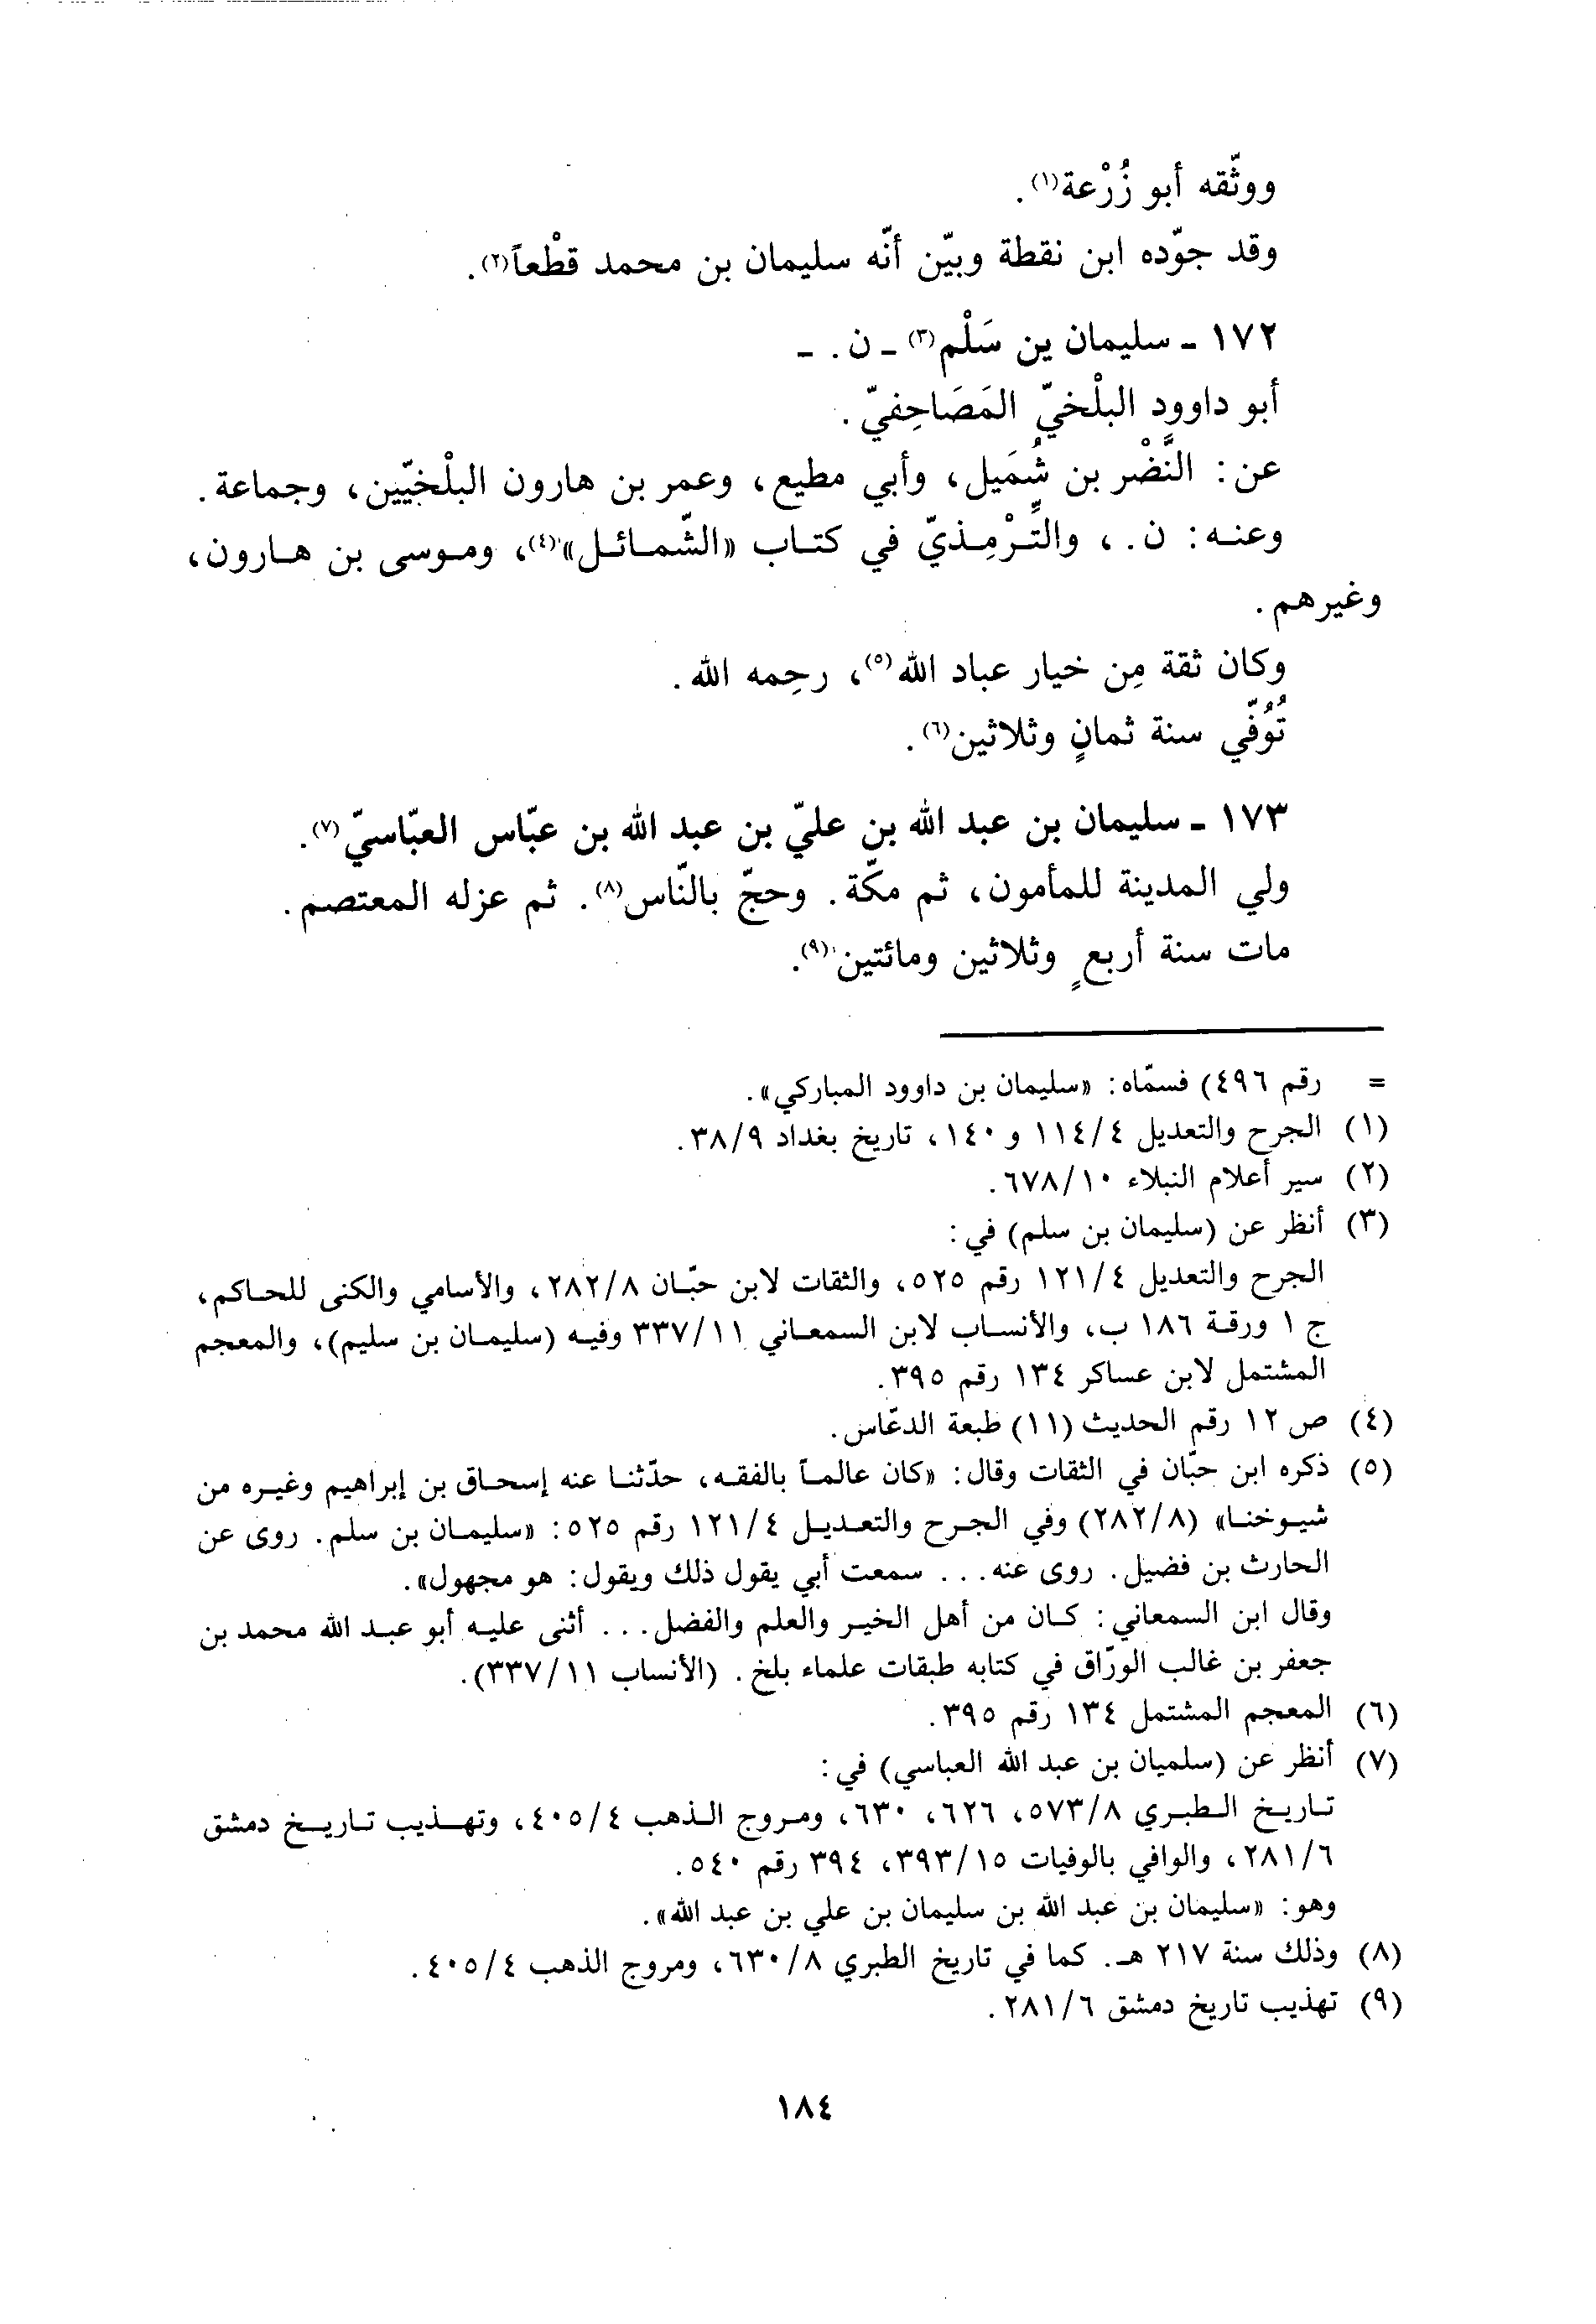 ووثّقه أبو زُرْعة(١).
وقد جوّده ابن نقطة وبيّن أنّه سليمان بن محمد قطْعاً(٢).
١٧٢ - سليمان ين سَلْم(٣) - ن. -
أبو داوود البلْخيّ المَصَاحِفيّ.
عن: النَّضْر بن شُمَيل، وأبي مطيع، وعمر بن هارون البلْخيّين، وجماعة.
وعنه: ن.، والتِّرْمِذيّ في كتاب «الشّمائل»(٤)، وموسى بن هارون،
وغيرهم.
وكان ثقة مِن خيار عباد الله(٥)، رحِمه الله.
تُوُفّي سنة ثمانٍ وثلاثين(٦).
١٧٣ - سليمان بن عبد الله بن عليّ بن عبد الله بن عبّاس العبّاسيّ(٧).
ولي المدينة للمأمون، ثم مكّة. وحجّ بالنّاس(٨). ثم عزله المعتصم.
مات سنة أربعٍ وثلاثين ومائتين(٩).
= رقم ٤٩٦) فسمّاه: «سليمان بن داوود المباركي».
(١) الجرح والتعديل ١١٤/٤ و ١٤٠، تاريخ بغداد ٣٨/٩.
(٢) سير أعلام النبلاء ٦٧٨/١٠.
(٣) أنظر عن (سليمان بن سلم) في:
الجرح والتعديل ١٢١/٤ رقم ٥٢٥، والثقات لابن حبّان ٢٨٢/٨، والأسامي والكنى للحاكم،
ج ١ ورقة ١٨٦ ب، والأنساب لابن السمعاني ٣٣٧/١١ وفيه (سليمان بن سليم)، والمعجم
المشتمل لابن عساكر ١٣٤ رقم ٣٩٥.
(٤) ص ١٢ رقم الحديث (١١) طبعة الدعّاس.
(٥) ذكره ابن حبّان في الثقات وقال: «كان عالماً بالفقه، حدّثنا عنه إسحاق بن إبراهيم وغيره من
شيوخنا» (٢٨٢/٨) وفي الجرح والتعديل ١٢١/٤ رقم ٥٢٥: «سليمان بن سلم. روى عن
الحارث بن فضيل. روى عنه... سمعت أبي يقول ذلك ويقول: هو مجهول».
وقال ابن السمعاني: كان من أهل الخير والعلم والفضل... أثنى عليه أبو عبد الله محمد بن
جعفر بن غالب الورّاق في كتابه طبقات علماء بلخ. (الأنساب ٣٣٧/١١).
(٦) المعجم المشتمل ١٣٤ رقم ٣٩٥.
(٧) أنظر عن (سلميان بن عبد الله العباسي) في:
تاريخ الطبري ٥٧٣/٨، ٦٢٦، ٦٣٠، ومروج الذهب ٤٠٥/٤، وتهذيب تاريخ دمشق
٢٨١/٦، والوافي بالوفيات ٣٩٣/١٥، ٣٩٤ رقم ٥٤٠.
وهو: «سليمان بن عبد الله بن سليمان بن علي بن عبد الله».
(٨) وذلك سنة ٢١٧ هـ. كما في تاريخ الطبري ٦٣٠/٨، ومروج الذهب ٤٠٥/٤.
(٩) تهذيب تاريخ دمشق ٢٨١/٦.
١٨٤